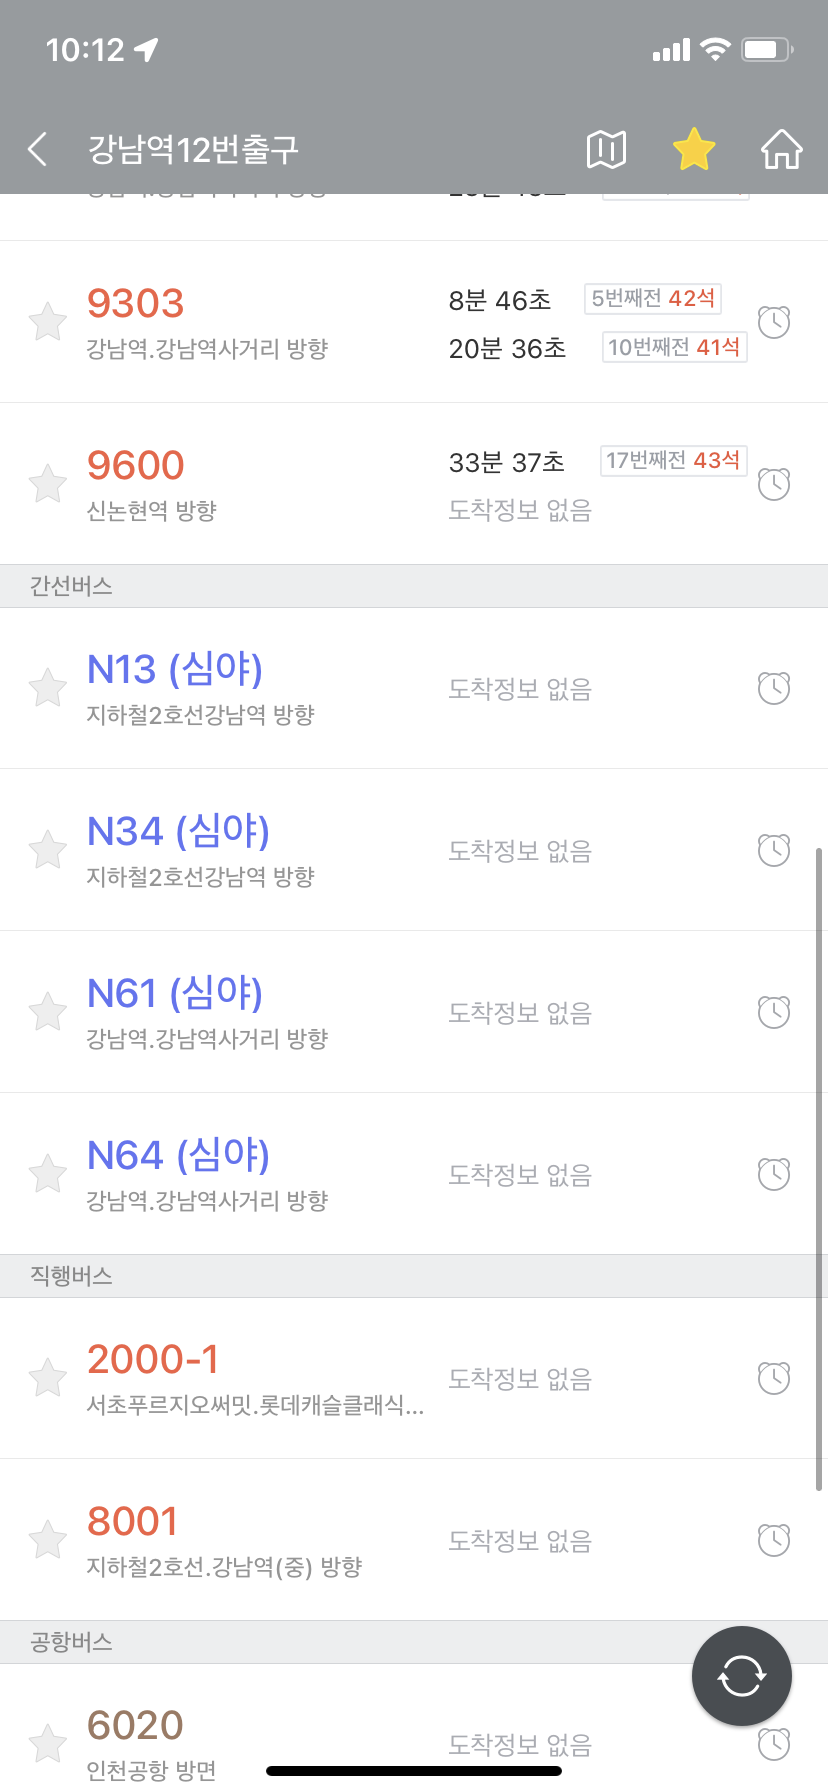 10:12
강남역12번출구
9303
8분 46초 5번째전 42석
강남역.강남역사거리 방향
20분 36초 10번째전 41석
9600
33분 37초 17번째전 43석
신논현역 방향
도착정보 없음
간선버스
N13 (심야)
지하철2호선강남역 방향
도착정보 없음
N34 (심야)
지하철2호선강남역 방향
도착정보 없음
N61 (심야)
강남역.강남역사거리 방향
도착정보 없음
N64 (심야)
강남역.강남역사거리 방향
도착정보 없음
직행버스
2000-1
서초푸르지오써밋.롯데캐슬클래식...
도착정보 없음
8001
지하철2호선.강남역(중) 방향
도착정보 없음
공항버스
6020
인천공항 방면
도착정보 없음